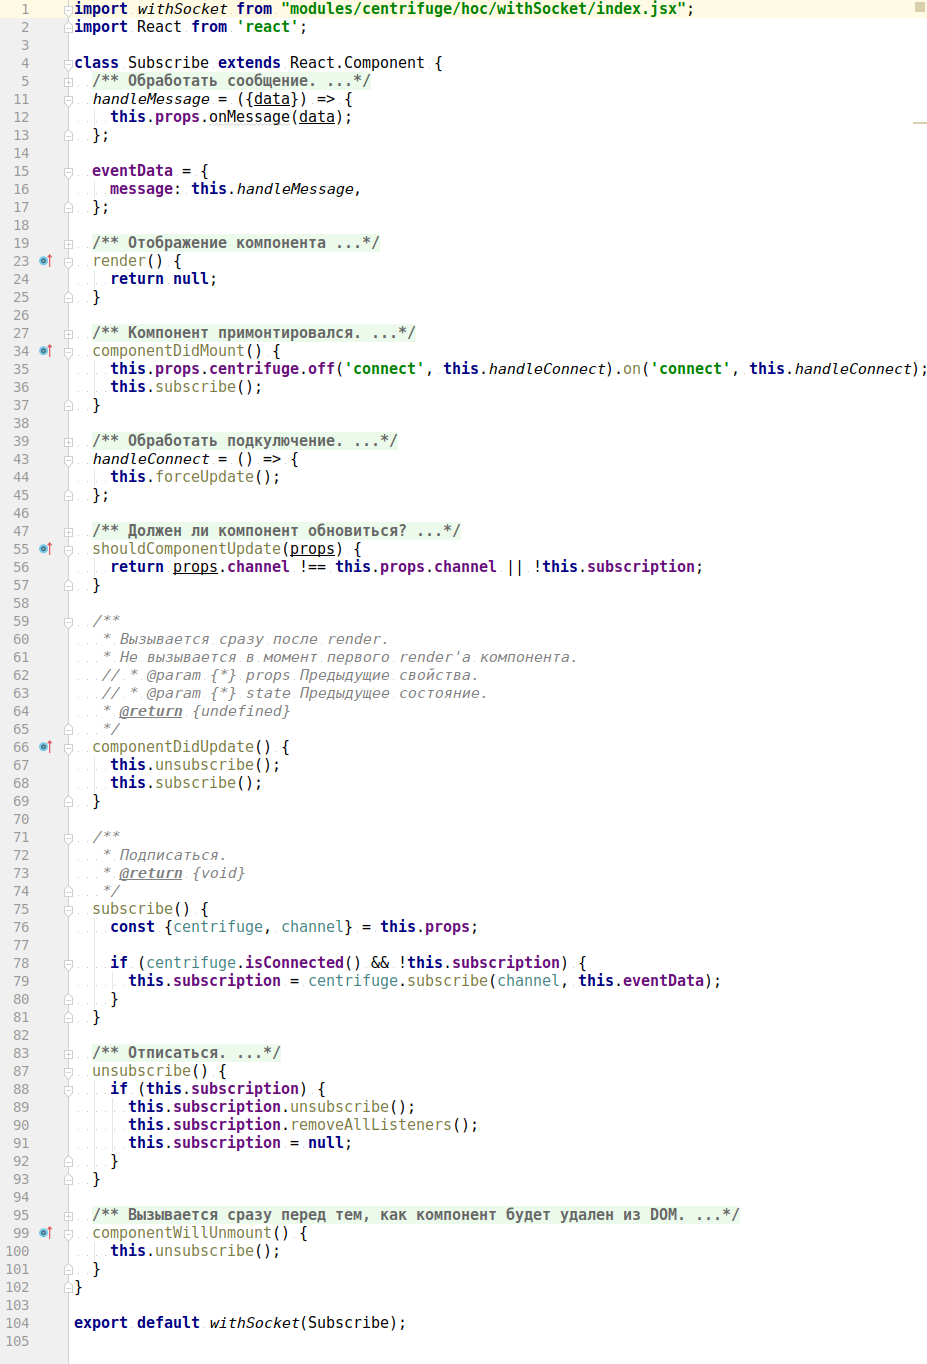 1 import withSocket from "modules/centrifuge/hoc/withSocket/index.jsx";
2 import React from 'react';
3
4 class Subscribe extends React.Component {
5 /** Обработать сообщение. ...*/
11 handleMessage = ({data}) => {
12 this.props.onMessage(data);
13 };
14
15 eventData = {
16 message: this.handleMessage,
17 };
18
19 /** Отображение компонента ...*/
23 render() {
24 return null;
25 }
26
27 /** Компонент примонтировался. ...*/
34 componentDidMount() {
35 this.props.centrifuge.off('connect', this.handleConnect).on('connect', this.handleConnect);
36 this.subscribe();
37 }
38
39 /** Обработать подкулючение. ...*/
43 handleConnect = () => {
44 this.forceUpdate();
45 };
46
47 /** Должен ли компонент обновиться? ...*/
55 shouldComponentUpdate(props) {
56 return props.channel !== this.props.channel || !this.subscription;
57 }
58
59 /**
60 * Вызывается сразу после render.
61 * Не вызывается в момент первого render'а компонента.
62 // * @param {*} props Предыдущие свойства.
63 // * @param {*} state Предыдущее состояние.
64 * @return {undefined}
65 */
66 componentDidUpdate() {
67 this.unsubscribe();
68 this.subscribe();
69 }
70
71 /**
72 * Подписаться.
73 * @return {void}
74 */
75 subscribe() {
76 const {centrifuge, channel} = this.props;
77
78 if (centrifuge.isConnected() && !this.subscription) {
79 this.subscription = centrifuge.subscribe(channel, this.eventData);
80 }
81 }
82
83 /** Отписаться. ...*/
87 unsubscribe() {
88 if (this.subscription) {
89 this.subscription.unsubscribe();
90 this.subscription.removeAllListeners();
91 this.subscription = null;
92 }
93 }
94
95 /** Вызывается сразу перед тем, как компонент будет удален из DOM. ...*/
99 componentWillUnmount() {
100 this.unsubscribe();
101 }
102 }
103
104 export default withSocket(Subscribe);
105